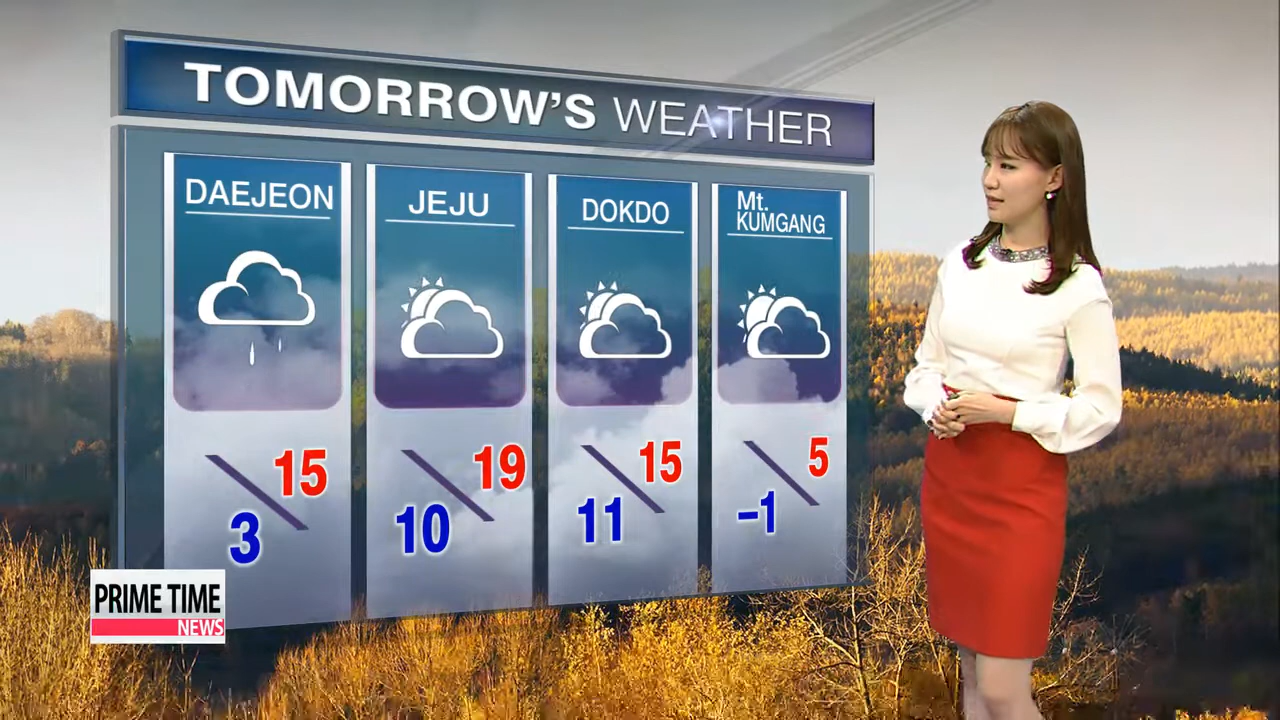 TOMORROW'S WEATHER
DAEJEON
3
15
JEJU
10
19
DOKDO
11
15
Mt.
KUMGANG
-1
5
PRIME TIME
NEWS